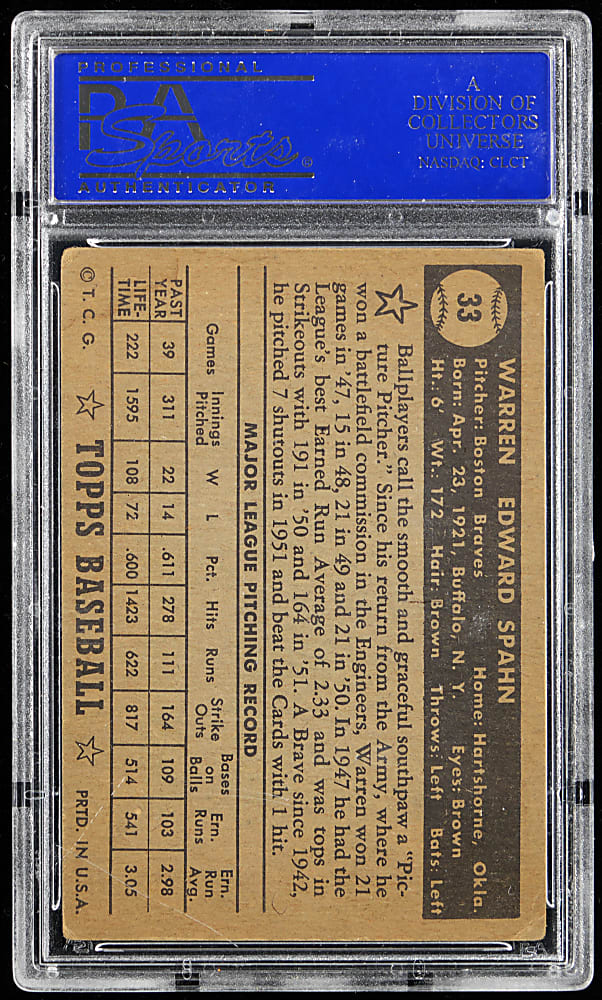 PROFESSIONAL
PSA
Sports®
AUTHENTICATOR
A
DIVISION OF
COLLECTORS
UNIVERSE
NASDAQ: CLCT
33
WARREN EDWARD SPAHN
Pitcher: Boston Braves Home: Hartshorne, Okla.
Born: Apr. 23, 1921, Buffalo, N. Y. Eyes: Brown
Ht.: 6' Wt.: 172 Hair: Brown Throws: Left Bats: Left
Ballplayers call the smooth and graceful southpaw a "Pic-
ture Pitcher." Since his return from the Army, where he
won a battlefield commission in the Engineers, Warren won 21
games in '47, 15 in '48, 21 in '49 and 21 in '50. In 1947 he had the
League's best Earned Run Average of 2.33 and was tops in
Strikeouts with 191 in '50 and 164 in '51. A Brave since 1942,
he pitched 7 shutouts in 1951 and beat the Cards with 1 hit.
MAJOR LEAGUE PITCHING RECORD
Games Innings Pitched W L Pct. Hits Runs Strike Outs Bases on Balls Ern. Runs Ern. Run Avg.
PAST YEAR 39 311 22 14 .611 278 111 164 109 103 2.98
LIFE-TIME 222 1595 108 72 .600 1423 622 817 514 541 3.05
© T. C. G. TOPPS BASEBALL PRTD. IN U.S.A.